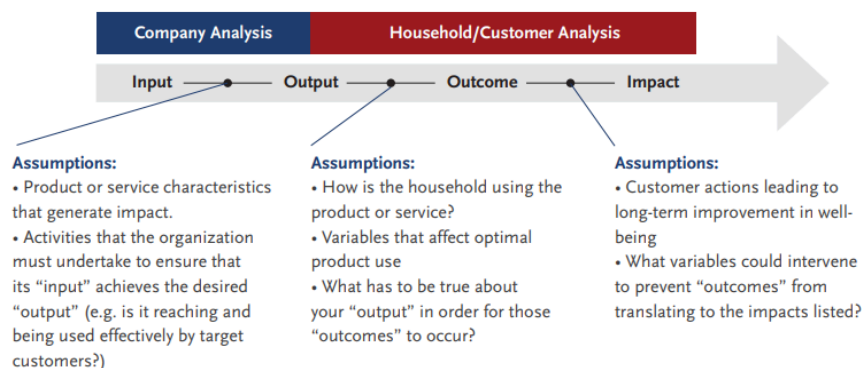 Company Analysis
Household/Customer Analysis
Input
Output
Outcome
Impact
Assumptions:
• Product or service characteristics
that generate impact.
• Activities that the organization
must undertake to ensure that
its “input” achieves the desired
“output” (e.g. is it reaching and
being used effectively by target
customers?)
Assumptions:
• How is the household using the
product or service?
• Variables that affect optimal
product use
• What has to be true about
your “output” in order for those
“outcomes” to occur?
Assumptions:
• Customer actions leading to
long-term improvement in well-
being
• What variables could intervene
to prevent “outcomes” from
translating to the impacts listed?